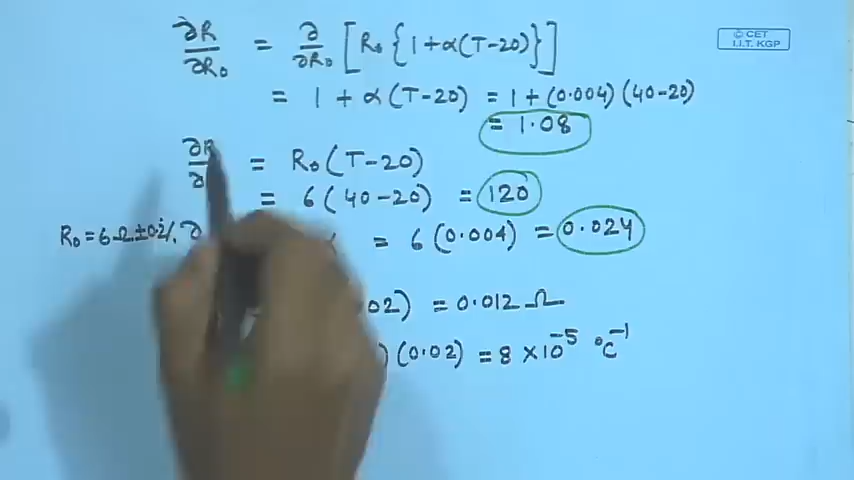 ∂R/∂R₀ = ∂/∂R₀ [R₀{1+α(T-20)}]
© CET
I.I.T. KGP
= 1 + α(T-20) = 1+(0.004)(40-20)
= 1.08
∂R/∂ = R₀(T-20)
= 6(40-20) = 120
R₀=6Ω±0.2%. ∂ = 6(0.004) = 0.024
02) = 0.012 Ω
)(0.02) = 8×10⁻⁵ °C⁻¹